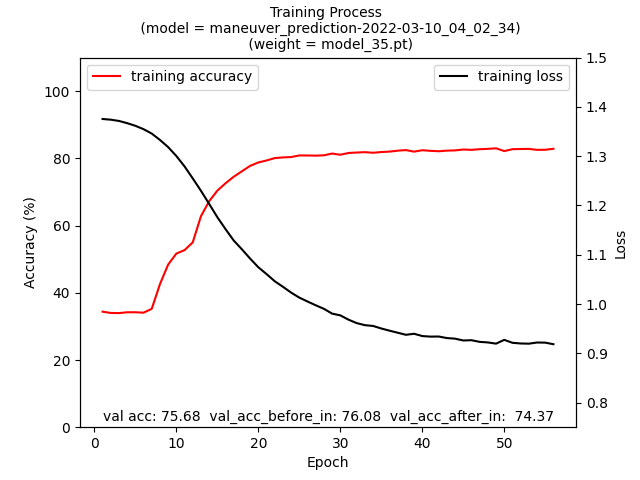 Training Process
(model = maneuver_prediction-2022-03-10_04_02_34)
(weight = model_35.pt)
training accuracy
training loss
100
80
60
40
20
0
Accuracy (%)
1.5
1.4
1.3
1.2
1.1
1.0
0.9
0.8
Loss
val acc: 75.68 val_acc_before_in: 76.08 val_acc_after_in: 74.37
0 10 20 30 40 50
Epoch